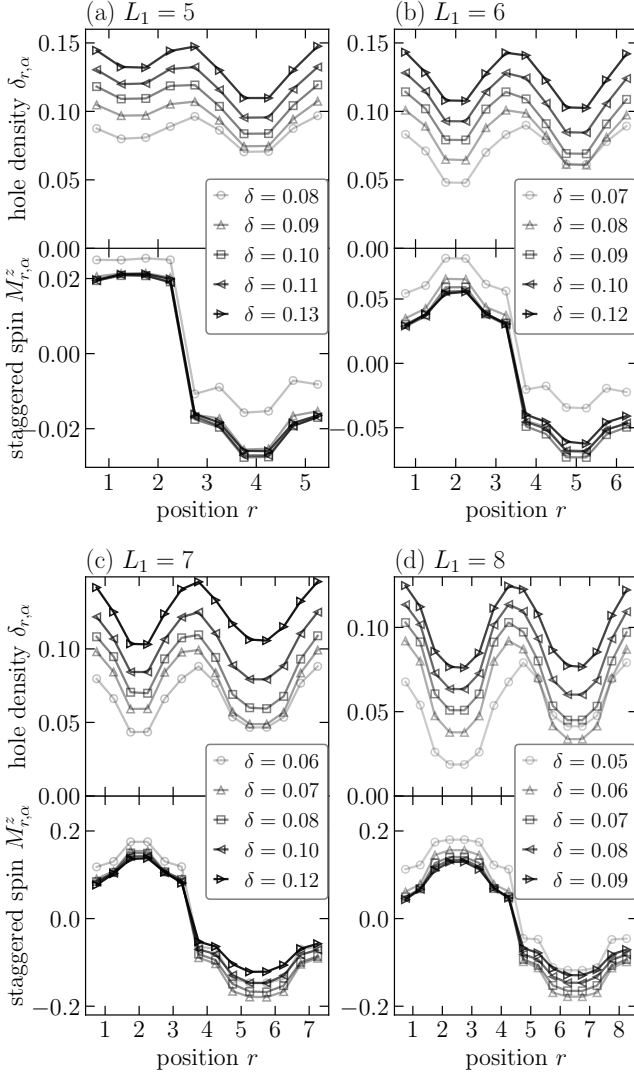 (a) L₁ = 5
(b) L₁ = 6
0.15
0.10
0.05
0.00
hole density δ_{r,α}
0.15
0.10
0.05
0.00
δ = 0.08
δ = 0.09
δ = 0.10
δ = 0.11
δ = 0.13
δ = 0.07
δ = 0.08
δ = 0.09
δ = 0.10
δ = 0.12
0.02
0.00
−0.02
staggered spin M^z_{r,α}
0.05
0.00
−0.05
1 2 3 4 5
position r
1 2 3 4 5 6
position r
(c) L₁ = 7
(d) L₁ = 8
0.10
0.05
0.00
hole density δ_{r,α}
0.10
0.05
0.00
δ = 0.06
δ = 0.07
δ = 0.08
δ = 0.10
δ = 0.12
δ = 0.05
δ = 0.06
δ = 0.07
δ = 0.08
δ = 0.09
0.2
0.0
−0.2
staggered spin M^z_{r,α}
0.2
0.0
−0.2
1 2 3 4 5 6 7
position r
1 2 3 4 5 6 7 8
position r